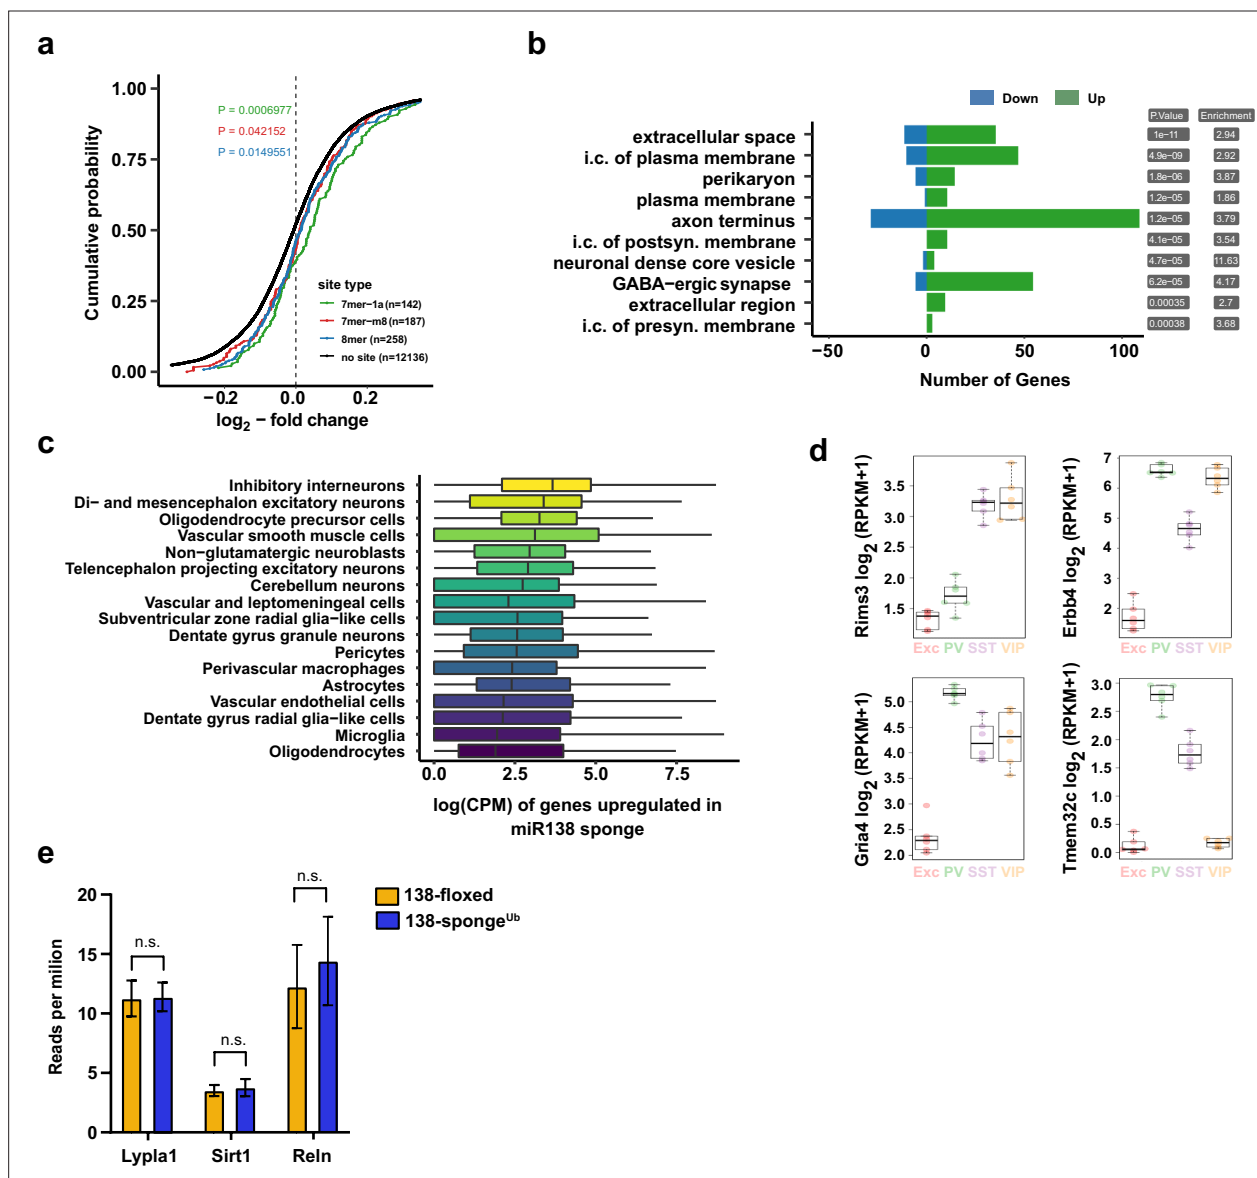 a
1.00
0.75
0.50
0.25
0.00
Cumulative probability
P = 0.0006977
P = 0.042152
P = 0.0149551
site type
7mer−1a (n=142)
7mer−m8 (n=187)
8mer (n=258)
no site (n=12136)
−0.2
0.0
0.2
log2 − fold change
b
Down
Up
P.Value
Enrichment
extracellular space
1e−11
2.94
i.c. of plasma membrane
4.9e−09
2.92
perikaryon
1.8e−06
3.87
plasma membrane
1.2e−05
1.86
axon terminus
1.2e−05
3.79
i.c. of postsyn. membrane
4.1e−05
3.54
neuronal dense core vesicle
4.7e−05
11.63
GABA−ergic synapse
6.2e−05
4.17
extracellular region
0.00035
2.7
i.c. of presyn. membrane
0.00038
3.68
−50
0
50
100
Number of Genes
c
Inhibitory interneurons
Di− and mesencephalon excitatory neurons
Oligodendrocyte precursor cells
Vascular smooth muscle cells
Non−glutamatergic neuroblasts
Telencephalon projecting excitatory neurons
Cerebellum neurons
Vascular and leptomeningeal cells
Subventricular zone radial glia−like cells
Dentate gyrus granule neurons
Pericytes
Perivascular macrophages
Astrocytes
Vascular endothelial cells
Dentate gyrus radial glia−like cells
Microglia
Oligodendrocytes
0.0
2.5
5.0
7.5
log(CPM) of genes upregulated in
miR138 sponge
d
Rims3 log2 (RPKM+1)
3.5
3.0
2.0
1.5
Exc PV SST VIP
Erbb4 log2 (RPKM+1)
7
6
5
4
3
2
Exc PV SST VIP
Gria4 log2 (RPKM+1)
5.0
4.5
4.0
3.5
2.5
2.0
Exc PV SST VIP
Tmem32c log2 (RPKM+1)
3.0
2.5
2.0
1.5
1.0
0.5
0.0
Exc PV SST VIP
e
138-floxed
138-spongeUb
Reads per milion
20
15
10
5
0
n.s.
n.s.
n.s.
Lypla1
Sirt1
Reln